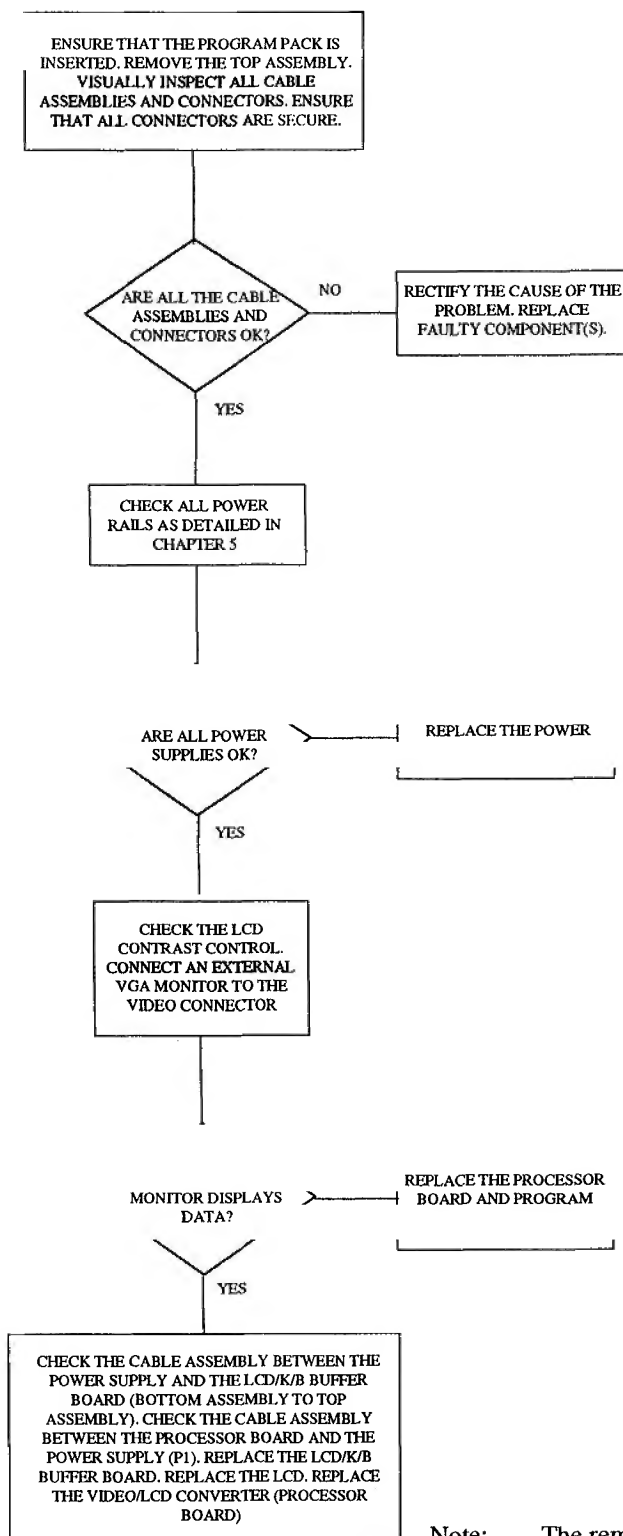 ENSURE THAT THE PROGRAM PACK IS
INSERTED. REMOVE THE TOP ASSEMBLY.
VISUALLY INSPECT ALL CABLE
ASSEMBLIES AND CONNECTORS. ENSURE
THAT ALL CONNECTORS ARE SECURE.
ARE ALL THE CABLE
ASSEMBLIES AND
CONNECTORS OK?
NO
RECTIFY THE CAUSE OF THE
PROBLEM. REPLACE
FAULTY COMPONENT(S).
YES
CHECK ALL POWER
RAILS AS DETAILED IN
CHAPTER 5
ARE ALL POWER
SUPPLIES OK?
REPLACE THE POWER
YES
CHECK THE LCD
CONTRAST CONTROL.
CONNECT AN EXTERNAL
VGA MONITOR TO THE
VIDEO CONNECTOR
MONITOR DISPLAYS
DATA?
REPLACE THE PROCESSOR
BOARD AND PROGRAM
YES
CHECK THE CABLE ASSEMBLY BETWEEN THE
POWER SUPPLY AND THE LCD/K/B BUFFER
BOARD (BOTTOM ASSEMBLY TO TOP
ASSEMBLY). CHECK THE CABLE ASSEMBLY
BETWEEN THE PROCESSOR BOARD AND THE
POWER SUPPLY (P1). REPLACE THE LCD/K/B
BUFFER BOARD. REPLACE THE LCD. REPLACE
THE VIDEO/LCD CONVERTER (PROCESSOR
BOARD)
Note: The rem